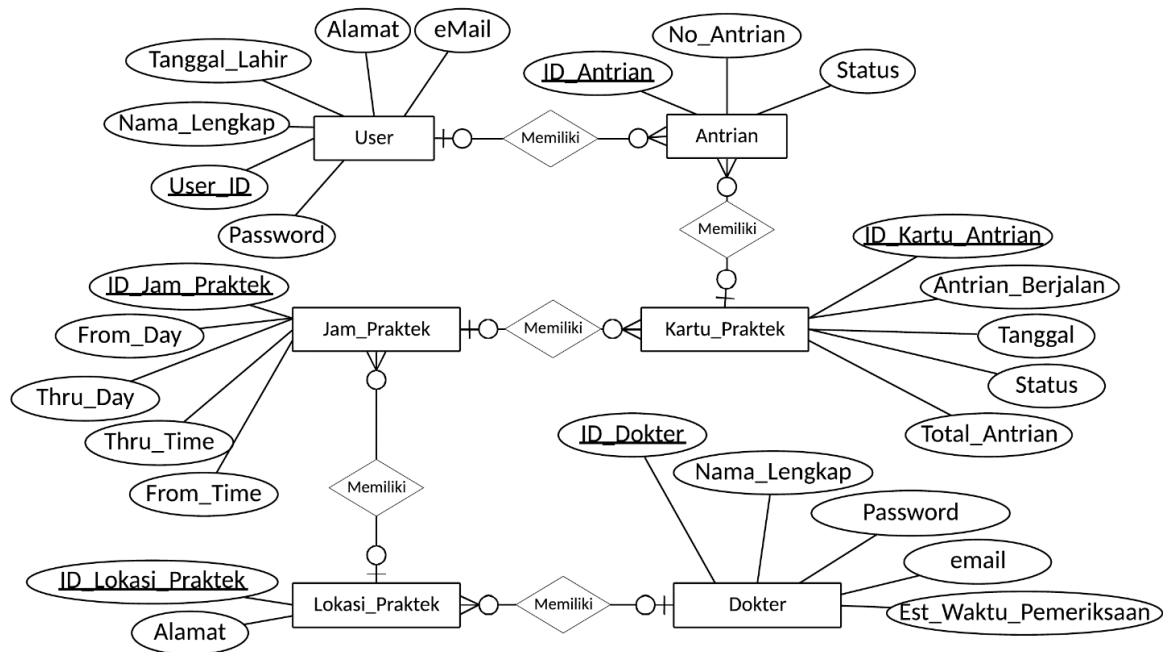 Alamat
eMail
No_Antrian
Tanggal_Lahir
ID_Antrian
Status
Nama_Lengkap
User
Memiliki
Antrian
User_ID
Password
Memiliki
ID_Kartu_Antrian
ID_Jam_Praktek
Antrian_Berjalan
From_Day
Jam_Praktek
Memiliki
Kartu_Praktek
Tanggal
Thru_Day
Status
Thru_Time
ID_Dokter
Total_Antrian
From_Time
Memiliki
Nama_Lengkap
Password
email
ID_Lokasi_Praktek
Lokasi_Praktek
Memiliki
Dokter
Est_Waktu_Pemeriksaan
Alamat